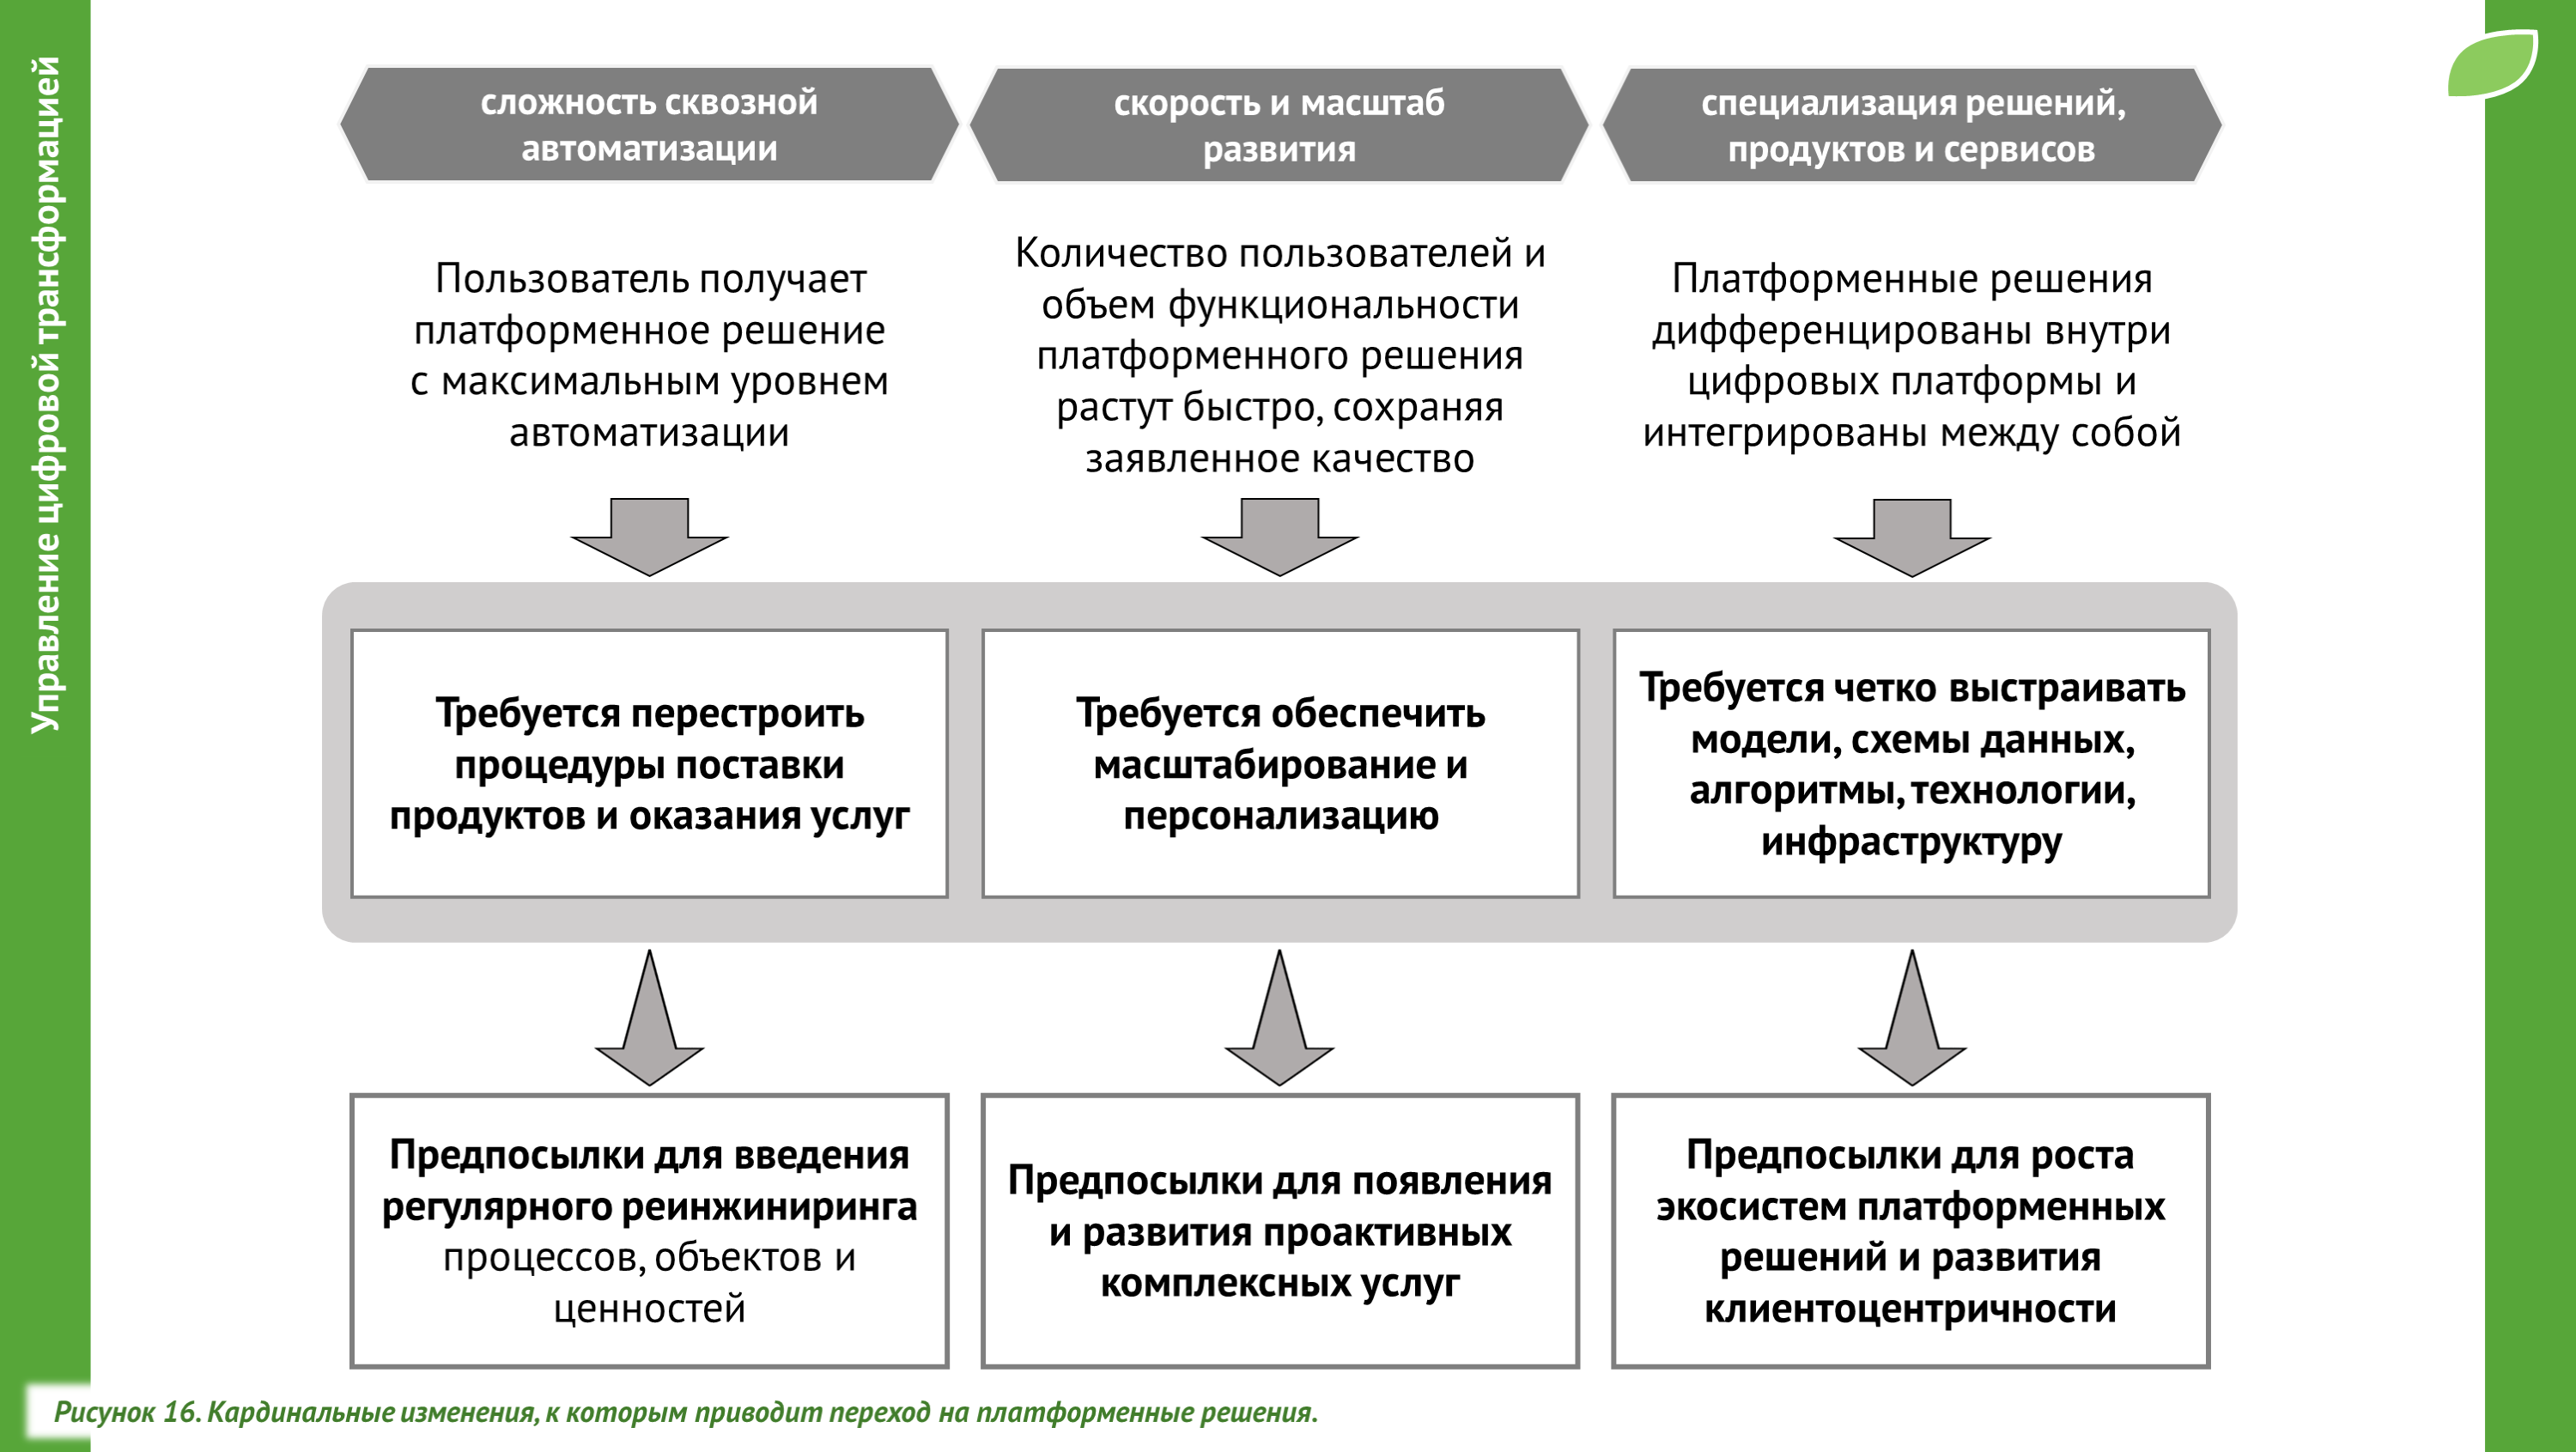 Управление цифровой трансформацией
сложность сквозной
автоматизации
Пользователь получает
платформенное решение
с максимальным уровнем
автоматизации
Требуется перестроить
процедуры поставки
продуктов и оказания услуг
Предпосылки для введения
регулярного реинжиниринга
процессов, объектов и
ценностей
скорость и масштаб
развития
Количество пользователей и
объем функциональности
платформенного решения
растут быстро, сохраняя
заявленное качество
Требуется обеспечить
масштабирование и
персонализацию
Предпосылки для появления
и развития проактивных
комплексных услуг
специализация решений,
продуктов и сервисов
Платформенные решения
дифференцированы внутри
цифровых платформы и
интегрированы между собой
Требуется четко выстраивать
модели, схемы данных,
алгоритмы, технологии,
инфраструктуру
Предпосылки для роста
экосистем платформенных
решений и развития
клиентоцентричности
Рисунок 16. Кардинальные изменения, к которым приводит переход на платформенные решения.